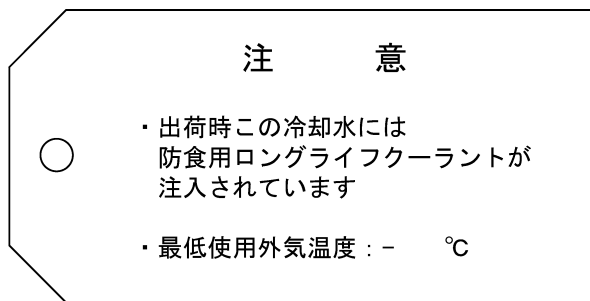 注　意
・出荷時この冷却水には
防食用ロングライフクーラントが
注入されています
・最低使用外気温度：−　℃